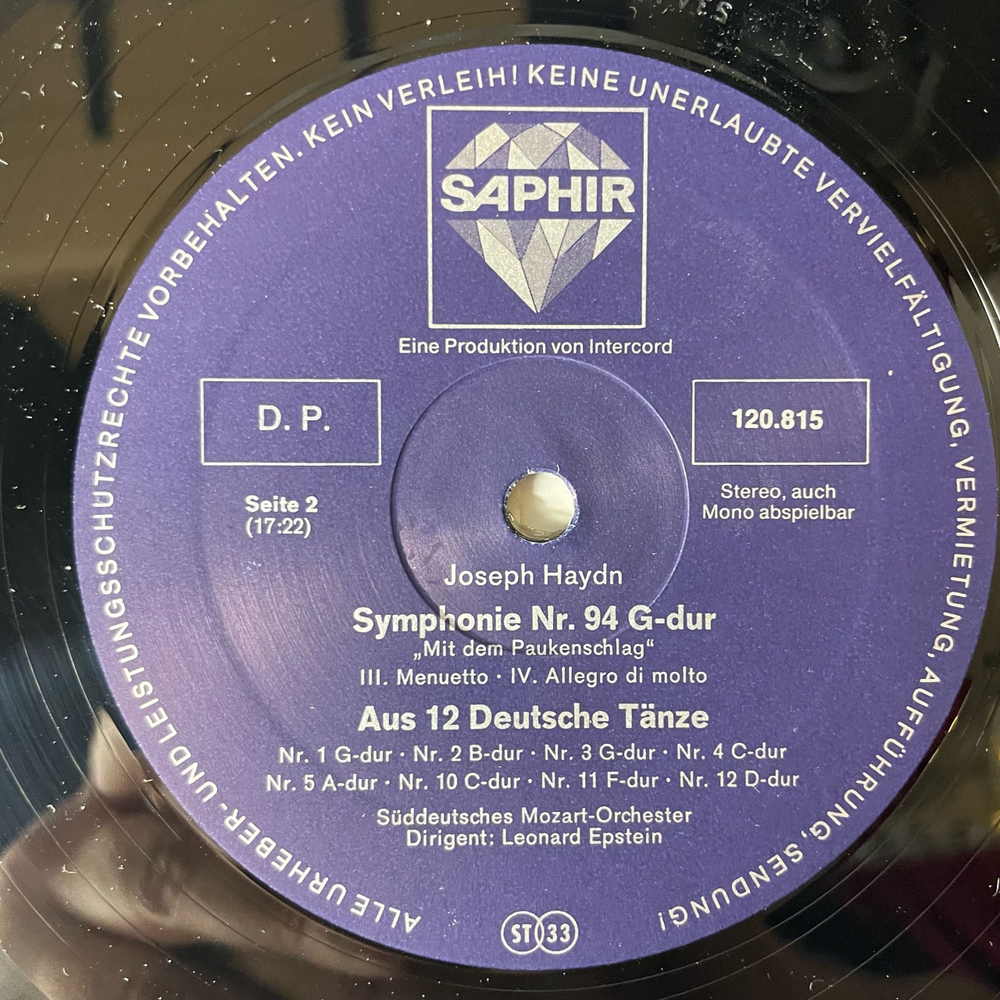 ALLE URHEBER- UND LEISTUNGSSCHUTZRECHTE VORBEHALTEN. KEIN VERLEIH! KEINE UNERLAUBTE VERVIELFÄLTIGUNG, VERMIETUNG, AUFFÜHRUNG, SENDUNG!
SAPHIR
Eine Produktion von Intercord
D. P.
120.815
Seite 2
(17:22)
Stereo, auch
Mono abspielbar
Joseph Haydn
Symphonie Nr. 94 G-dur
„Mit dem Paukenschlag“
III. Menuetto · IV. Allegro di molto
Aus 12 Deutsche Tänze
Nr. 1 G-dur · Nr. 2 B-dur · Nr. 3 G-dur · Nr. 4 C-dur
Nr. 5 A-dur · Nr. 10 C-dur · Nr. 11 F-dur · Nr. 12 D-dur
Süddeutsches Mozart-Orchester
Dirigent: Leonard Epstein
ST 33